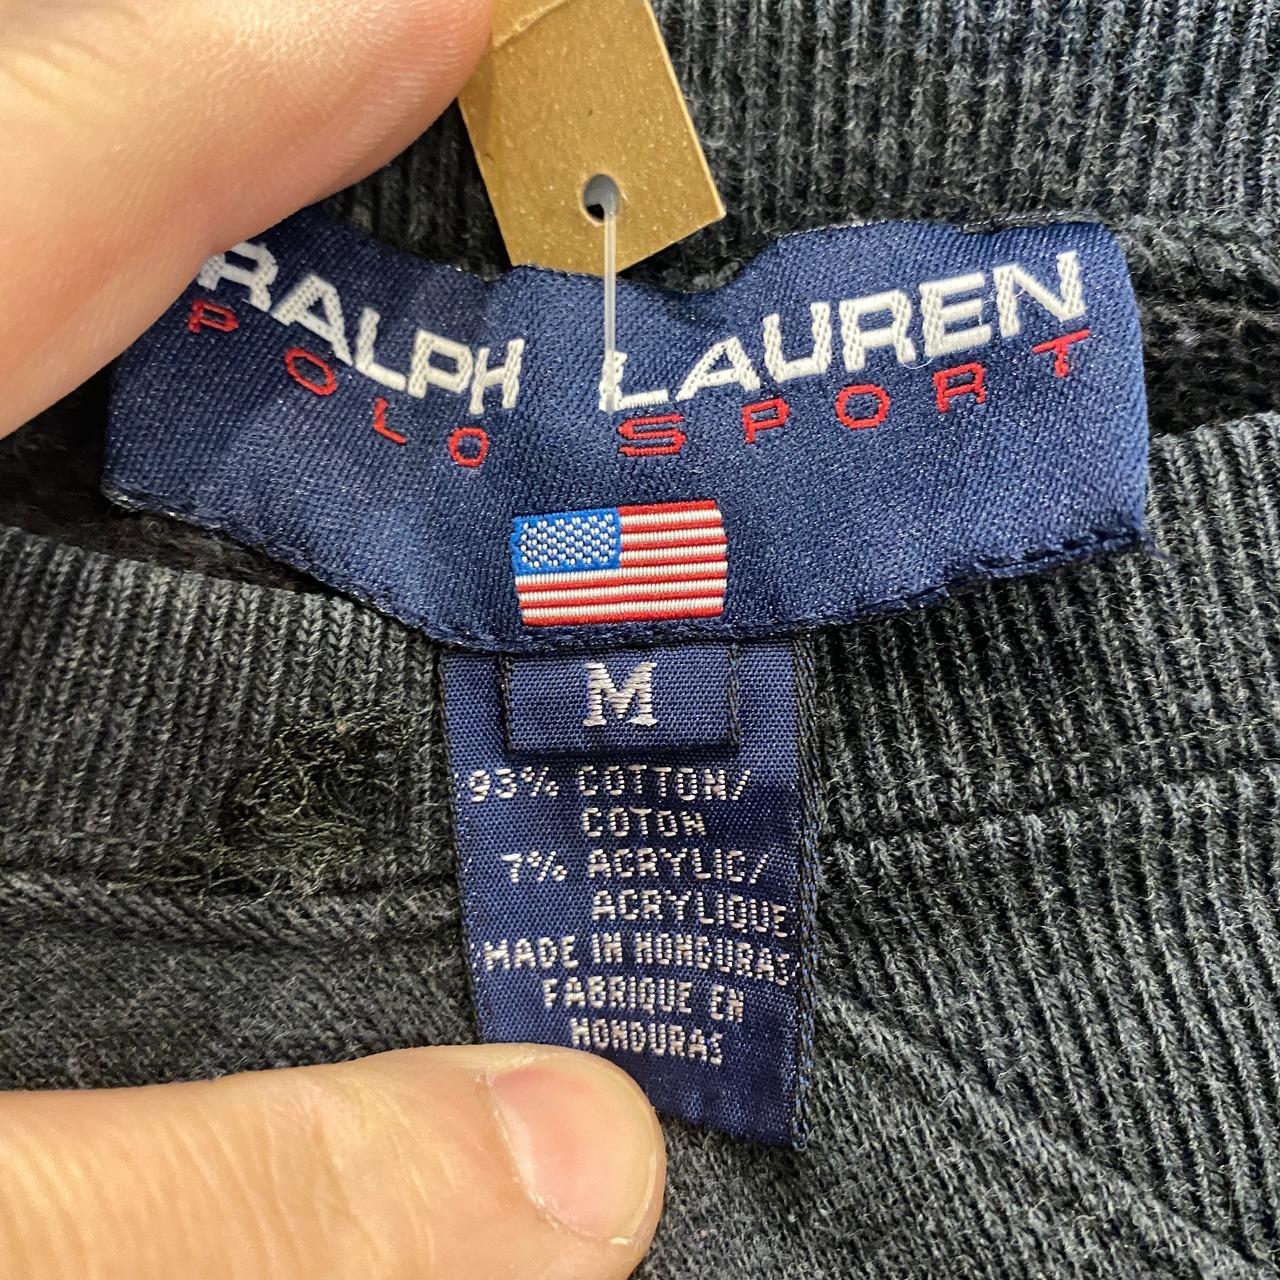 RALPH LAUREN
POLO SPORT
M
93% COTTON/
COTON
7% ACRYLIC/
ACRYLIQUE
MADE IN HONDURAS
FABRIQUE EN
HONDURAS